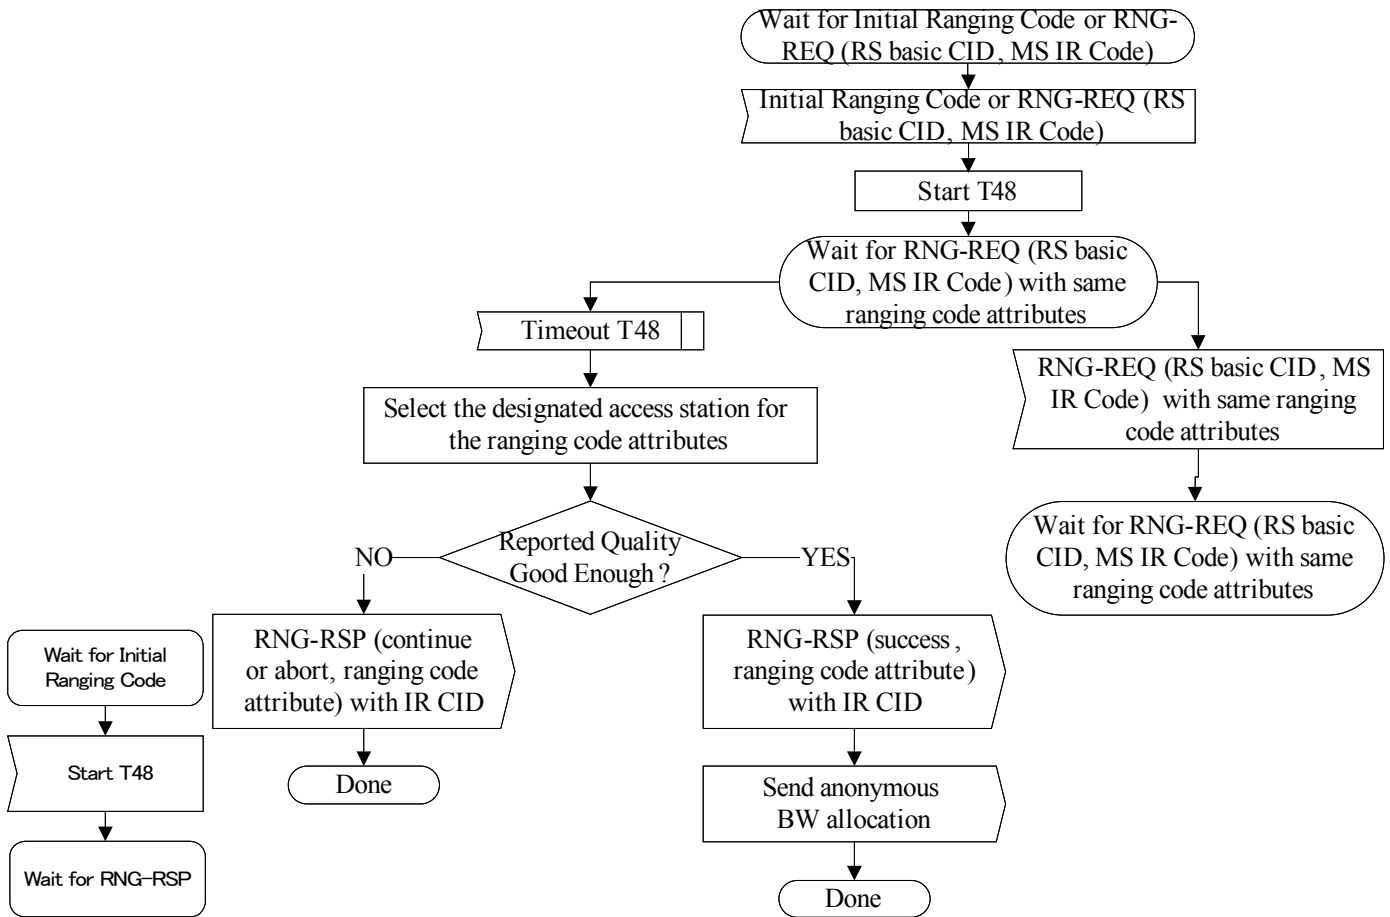 Wait for Initial Ranging Code or RNG-
REQ (RS basic CID, MS IR Code)
Initial Ranging Code or RNG-REQ (RS
basic CID, MS IR Code)
Start T48
Wait for RNG-REQ (RS basic
CID, MS IR Code) with same
ranging code attributes
Timeout T48
RNG-REQ (RS basic CID, MS
IR Code) with same ranging
code attributes
Select the designated access station for
the ranging code attributes
Wait for RNG-REQ (RS basic
CID, MS IR Code) with same
ranging code attributes
Reported Quality
Good Enough ?
NO
YES
RNG-RSP (continue
or abort, ranging code
attribute) with IR CID
RNG-RSP (success ,
ranging code attribute)
with IR CID
Done
Send anonymous
BW allocation
Done
Wait for Initial
Ranging Code
Start T48
Wait for RNG-RSP